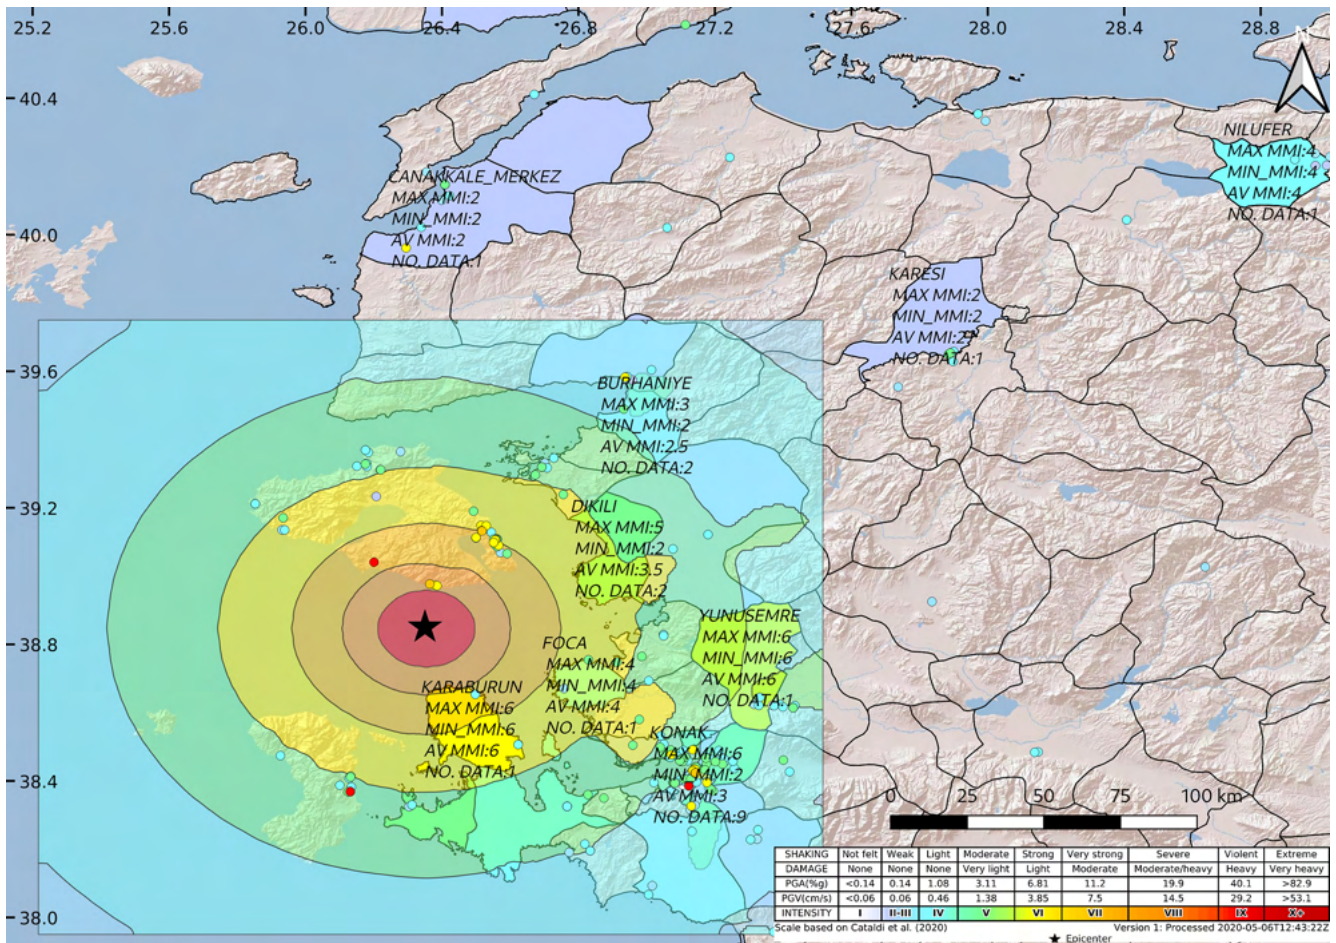 25.2 25.6 26.0 26.4 26.8 27.2 27.6 28.0 28.4 28.8
N
40.4
NILUFER
MAX MMI:4
MIN_MMI:4
AV MMI:4
NO. DATA:1
CANAKKALE_MERKEZ
MAX MMI:2
MIN_MMI:2
AV MMI:2
NO. DATA:1
40.0
KARESI
MAX MMI:2
MIN_MMI:2
AV MMI:2
NO. DATA:1
39.6
BURHANIYE
MAX MMI:3
MIN_MMI:2
AV MMI:2.5
NO. DATA:2
39.2
DIKILI
MAX MMI:5
MIN_MMI:2
AV MMI:3.5
NO. DATA:2
YUNUSEMRE
MAX MMI:6
MIN_MMI:6
AV MMI:6
NO. DATA:1
38.8
FOCA
MAX MMI:4
MIN_MMI:4
AV MMI:4
NO. DATA:1
KARABURUN
MAX MMI:6
MIN_MMI:6
AV MMI:6
NO. DATA:1
KONAK
MAX MMI:6
MIN_MMI:2
AV MMI:3
NO. DATA:9
38.4
0 25 50 75 100 km
38.0
SHAKING Not felt Weak Light Moderate Strong Very strong Severe Violent Extreme
DAMAGE None None None Very light Light Moderate Moderate/heavy Heavy Very heavy
PGA(%g) <0.14 0.14 1.08 3.11 6.81 11.2 19.9 40.1 >82.9
PGV(cm/s) <0.06 0.06 0.46 1.38 3.85 7.5 14.5 29.2 >53.1
INTENSITY I II-III IV V VI VII VIII IX X+
Scale based on Cataldi et al. (2020) Version 1: Processed 2020-05-06T12:43:22Z
Epicenter